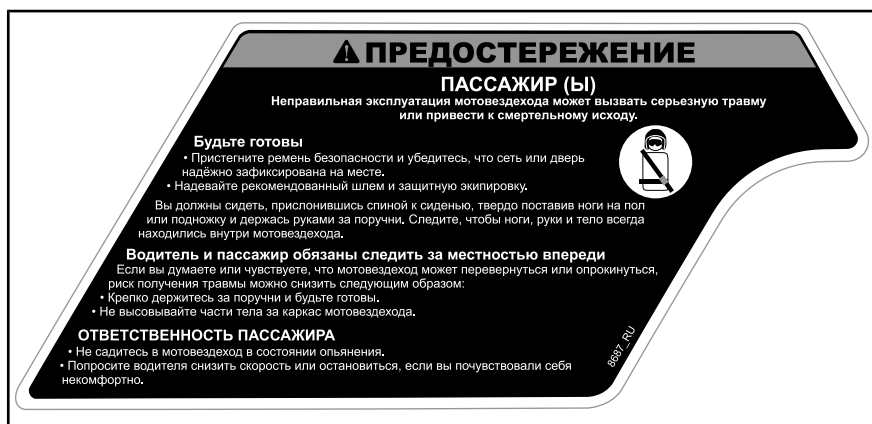 ПРЕДОСТЕРЕЖЕНИЕ
ПАССАЖИР (Ы)
Неправильная эксплуатация мотовездехода может вызвать серьезную травму
или привести к смертельному исходу.
Будьте готовы
• Пристегните ремень безопасности и убедитесь, что сеть или дверь
надёжно зафиксирована на месте.
• Надевайте рекомендованный шлем и защитную экипировку.
Вы должны сидеть, прислонившись спиной к сиденью, твердо поставив ноги на пол
или подножку и держась руками за поручни. Следите, чтобы ноги, руки и тело всегда
находились внутри мотовездехода.
Водитель и пассажир обязаны следить за местностью впереди
Если вы думаете или чувствуете, что мотовездеход может перевернуться или опрокинуться,
риск получения травмы можно снизить следующим образом:
• Крепко держитесь за поручни и будьте готовы.
• Не высовывайте части тела за каркас мотовездехода.
ОТВЕТСТВЕННОСТЬ ПАССАЖИРА
• Не садитесь в мотовездеход в состоянии опьянения.
• Попросите водителя снизить скорость или остановиться, если вы почувствовали себя
некомфортно.
8687_RU